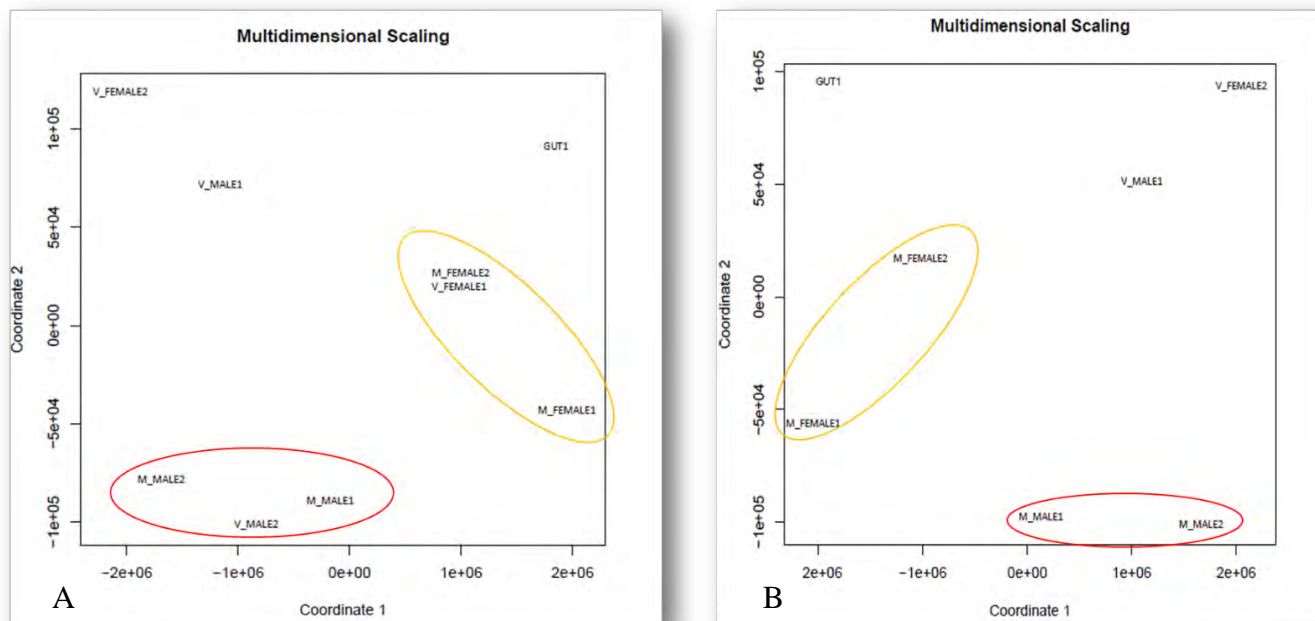 Multidimensional Scaling
V_FEMALE2
GUT1
V_MALE1
M_FEMALE2
V_FEMALE1
M_FEMALE1
M_MALE2
M_MALE1
V_MALE2
Coordinate 2
1e+05
5e+04
0e+00
−5e+04
−1e+05
−2e+06 −1e+06 0e+00 1e+06 2e+06
Coordinate 1
A
Multidimensional Scaling
GUT1
V_FEMALE2
V_MALE1
M_FEMALE2
M_FEMALE1
M_MALE1
M_MALE2
Coordinate 2
1e+05
5e+04
0e+00
−5e+04
−1e+05
2e+06 −1e+06 0e+00 1e+06 2e+06
Coordinate 1
B